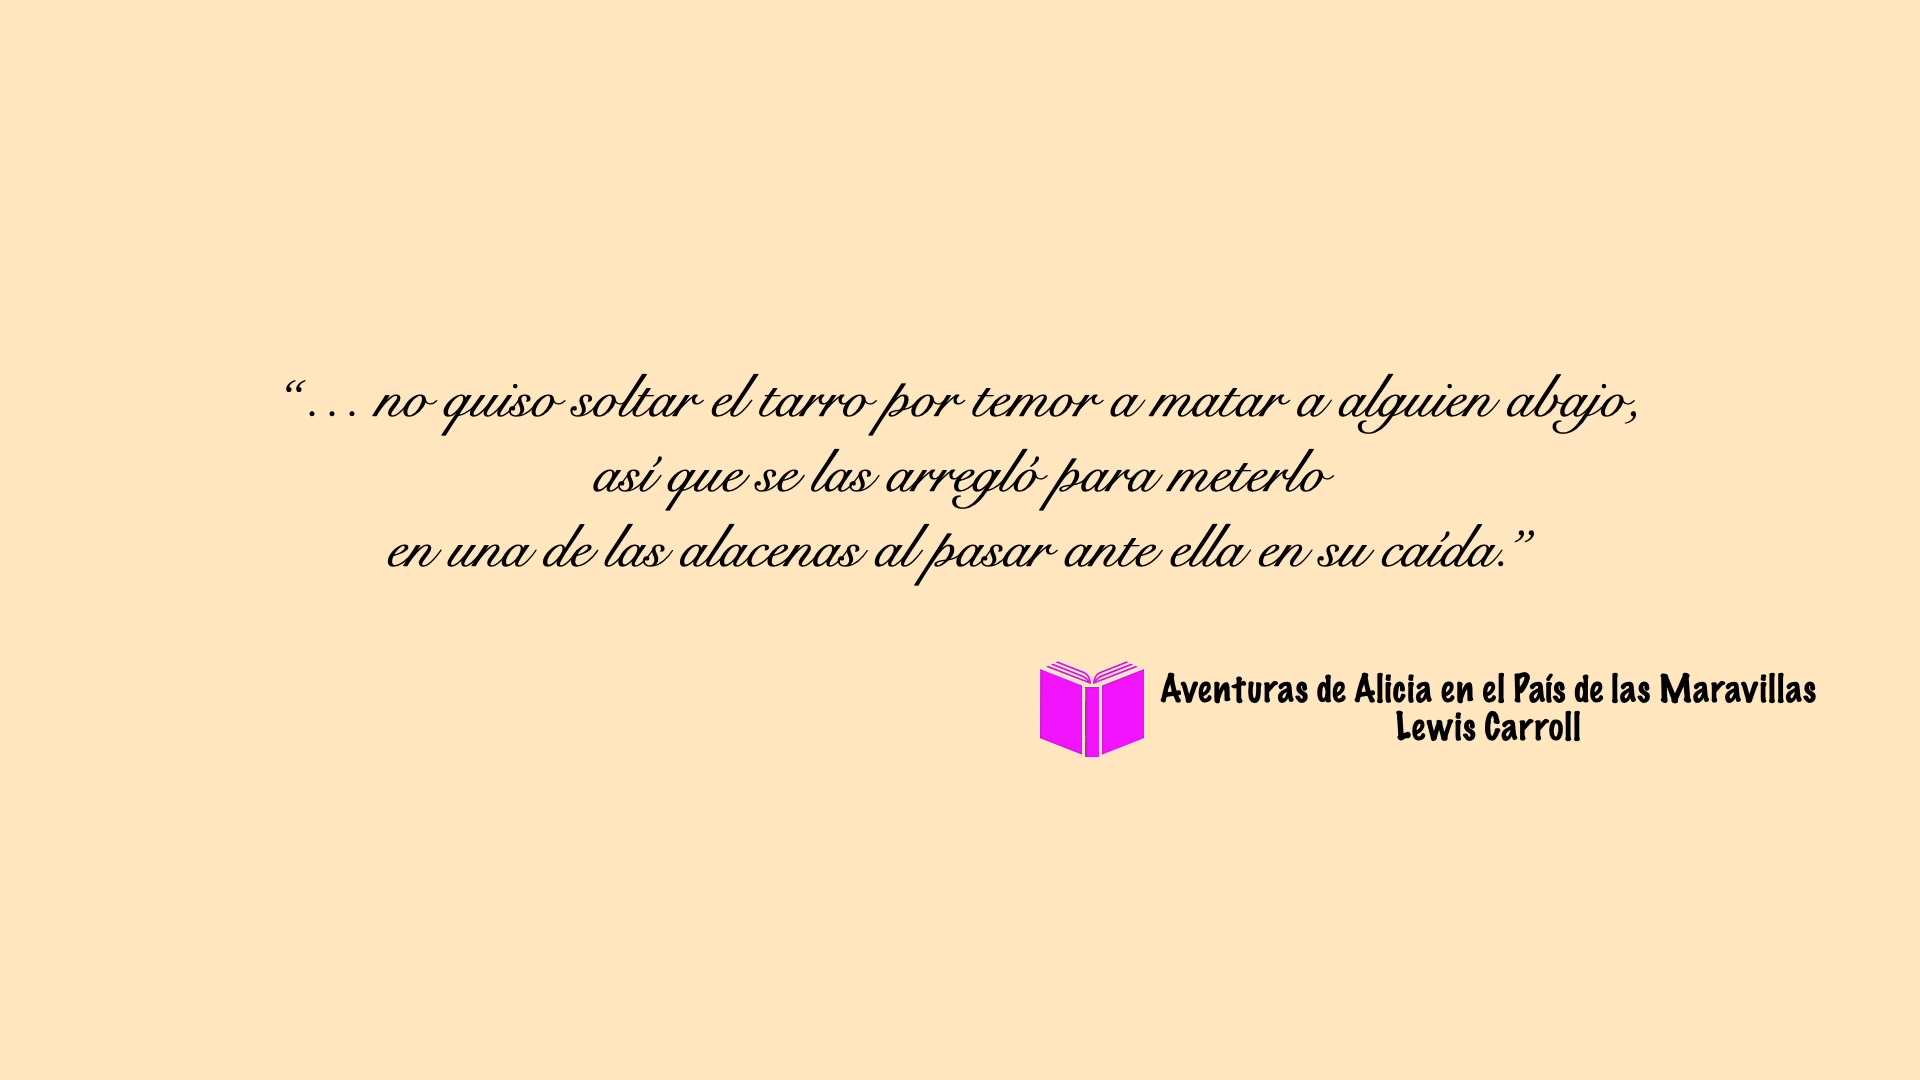 “… no quiso soltar el tarro por temor a matar a alguien abajo,
así que se las arregló para meterlo
en una de las alacenas al pasar ante ella en su caída.”
Aventuras de Alicia en el País de las Maravillas
Lewis Carroll